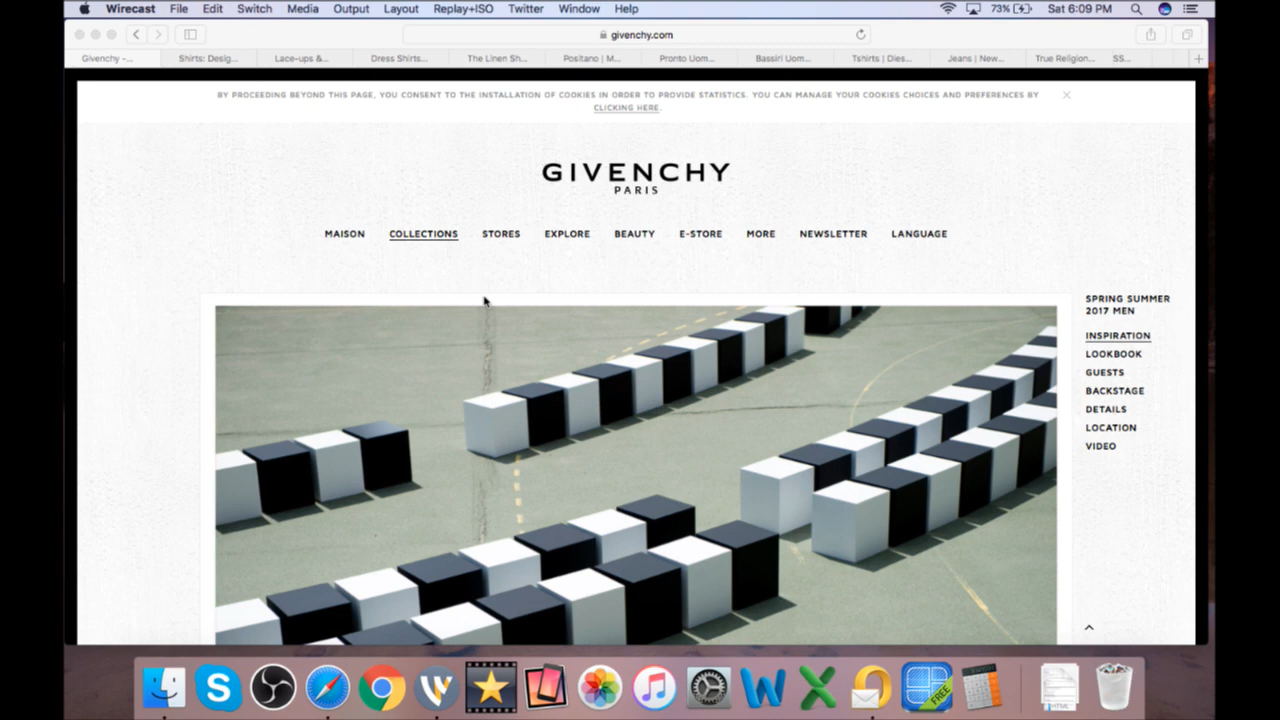 Wirecast File Edit Switch Media Output Layout Replay+ISO Twitter Window Help 73% Sat 6:09 PM
givenchy.com
Givenchy -... Shirts: Desig... Lace-ups &... Dress Shirts... The Linen Sh... Positano | M... Pronto Uom... Bassiri Uom... Tshirts | Dies... Jeans | New... True Religion... SS...
BY PROCEEDING BEYOND THIS PAGE, YOU CONSENT TO THE INSTALLATION OF COOKIES IN ORDER TO PROVIDE STATISTICS. YOU CAN MANAGE YOUR COOKIES CHOICES AND PREFERENCES BY
CLICKING HERE.
GIVENCHY
PARIS
MAISON COLLECTIONS STORES EXPLORE BEAUTY E-STORE MORE NEWSLETTER LANGUAGE
SPRING SUMMER
2017 MEN
INSPIRATION
LOOKBOOK
GUESTS
BACKSTAGE
DETAILS
LOCATION
VIDEO
FREE
HTML